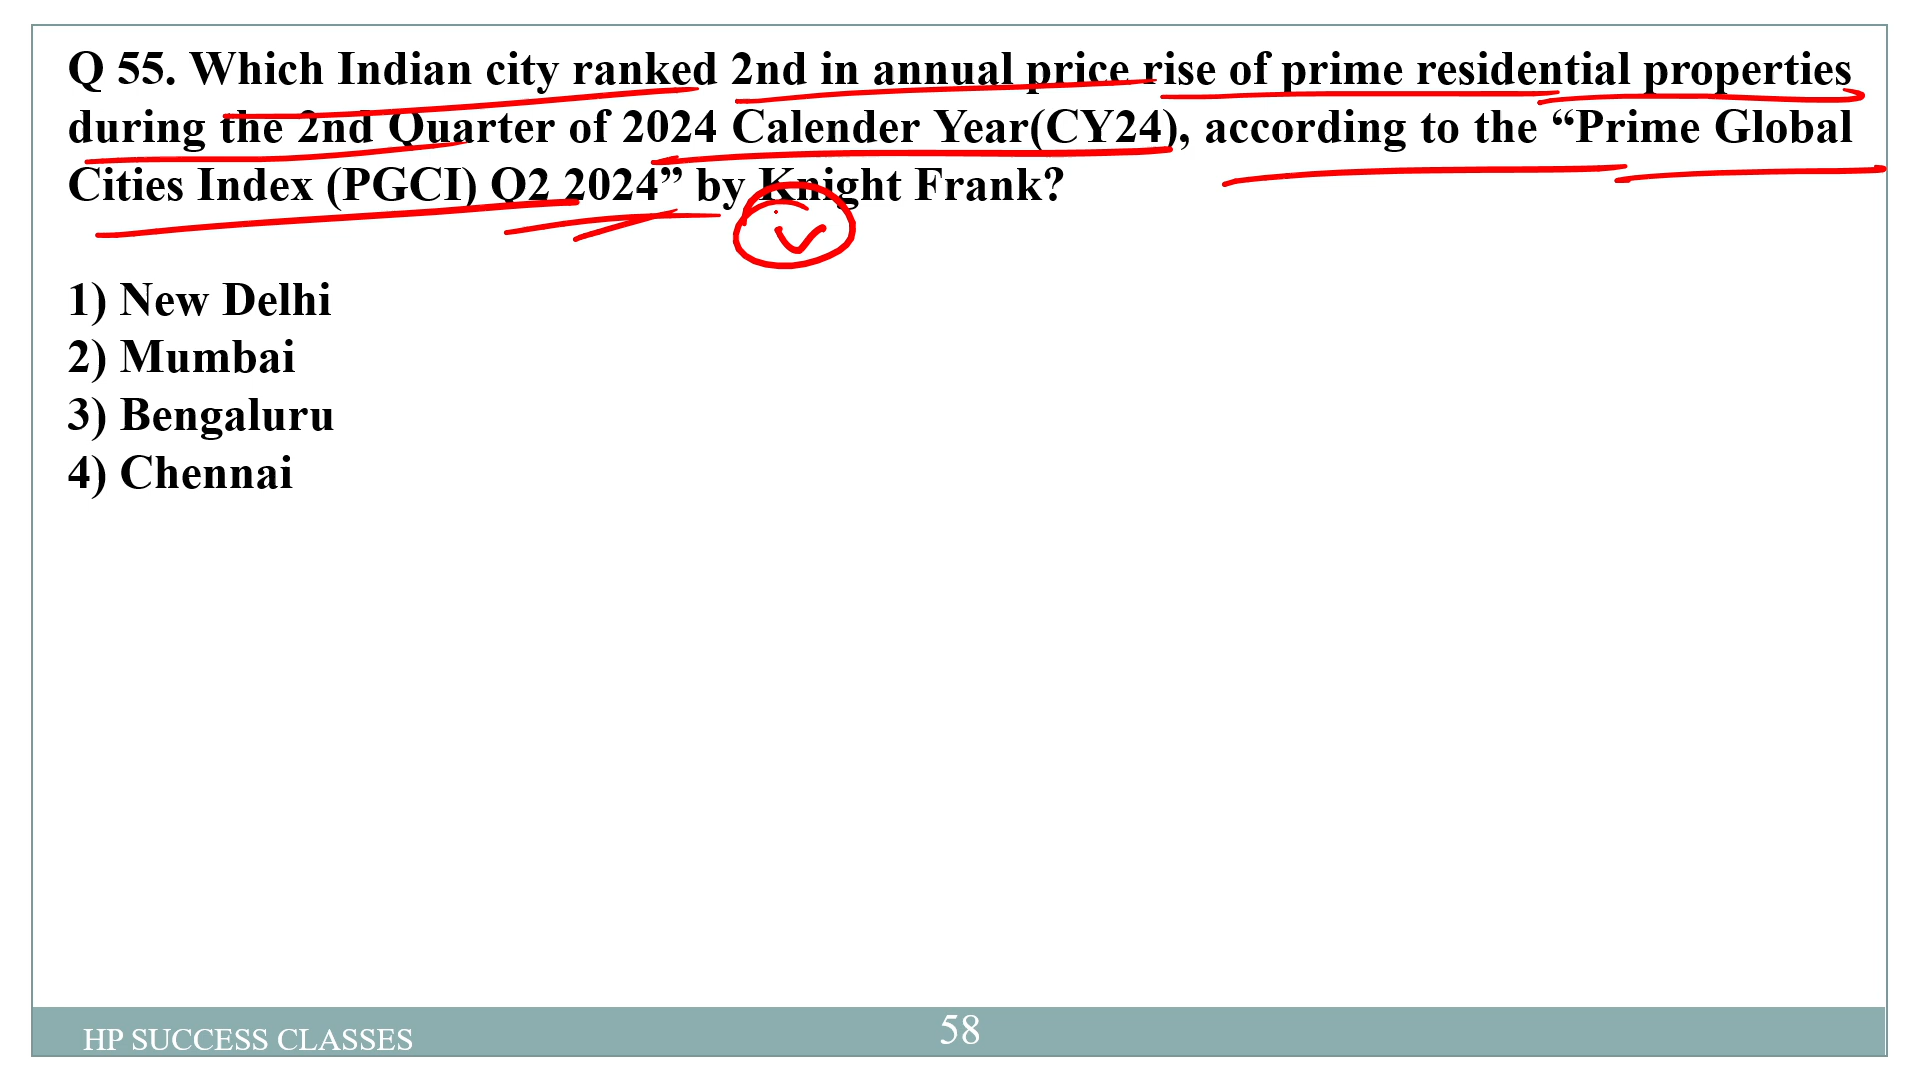 Q 55. Which Indian city ranked 2nd in annual price rise of prime residential properties
during the 2nd Quarter of 2024 Calender Year(CY24), according to the “Prime Global
Cities Index (PGCI) Q2 2024” by Knight Frank?
1) New Delhi
2) Mumbai
3) Bengaluru
4) Chennai
HP SUCCESS CLASSES
58